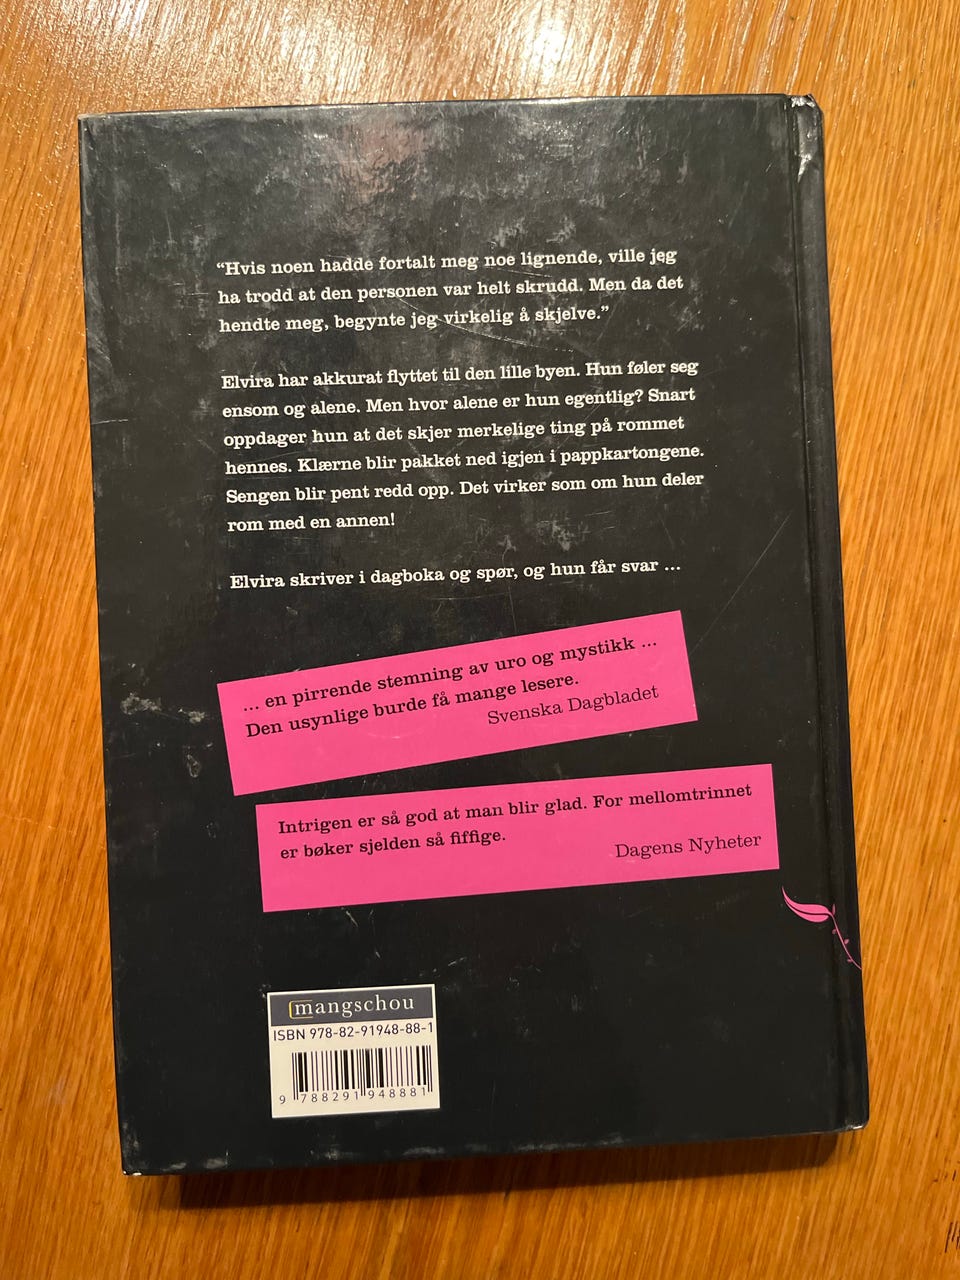 “Hvis noen hadde fortalt meg noe lignende, ville jeg
ha trodd at den personen var helt skrudd. Men da det
hendte meg, begynte jeg virkelig å skjelve.”
Elvira har akkurat flyttet til den lille byen. Hun føler seg
ensom og alene. Men hvor alene er hun egentlig? Snart
oppdager hun at det skjer merkelige ting på rommet
hennes. Klærne blir pakket ned igjen i pappkartongene.
Sengen blir pent redd opp. Det virker som om hun deler
rom med en annen!
Elvira skriver i dagboka og spør, og hun får svar ...
... en pirrende stemning av uro og mystikk ...
Den usynlige burde få mange lesere.
Svenska Dagbladet
Intrigen er så god at man blir glad. For mellomtrinnet
er bøker sjelden så fiffige.
Dagens Nyheter
mangschou
ISBN 978-82-91948-88-1
9 788291 948881